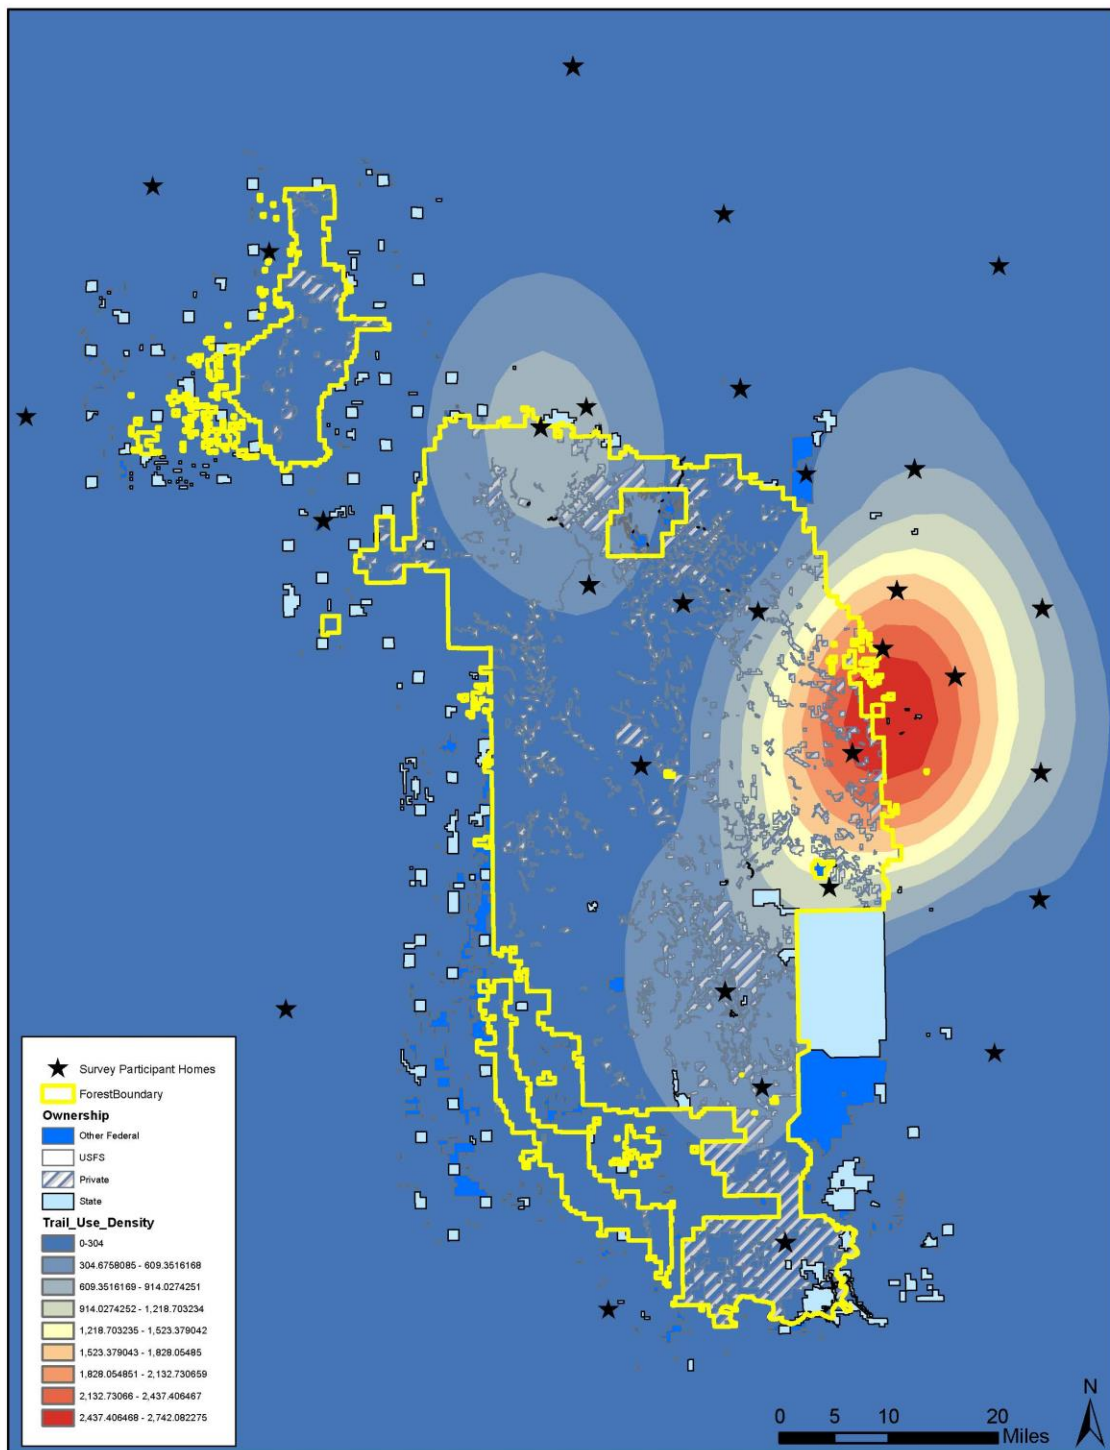 Survey Participant Homes
ForestBoundary
Ownership
Other Federal
USFS
Private
State
Trail_Use_Density
0-304
304.6758085 - 609.3516168
609.3516169 - 914.0274251
914.0274252 - 1,218.703234
1,218.703235 - 1,523.379042
1,523.379043 - 1,828.05485
1,828.054851 - 2,132.730659
2,132.73066 - 2,437.406467
2,437.406468 - 2,742.082275
N
0 5 10 20
Miles